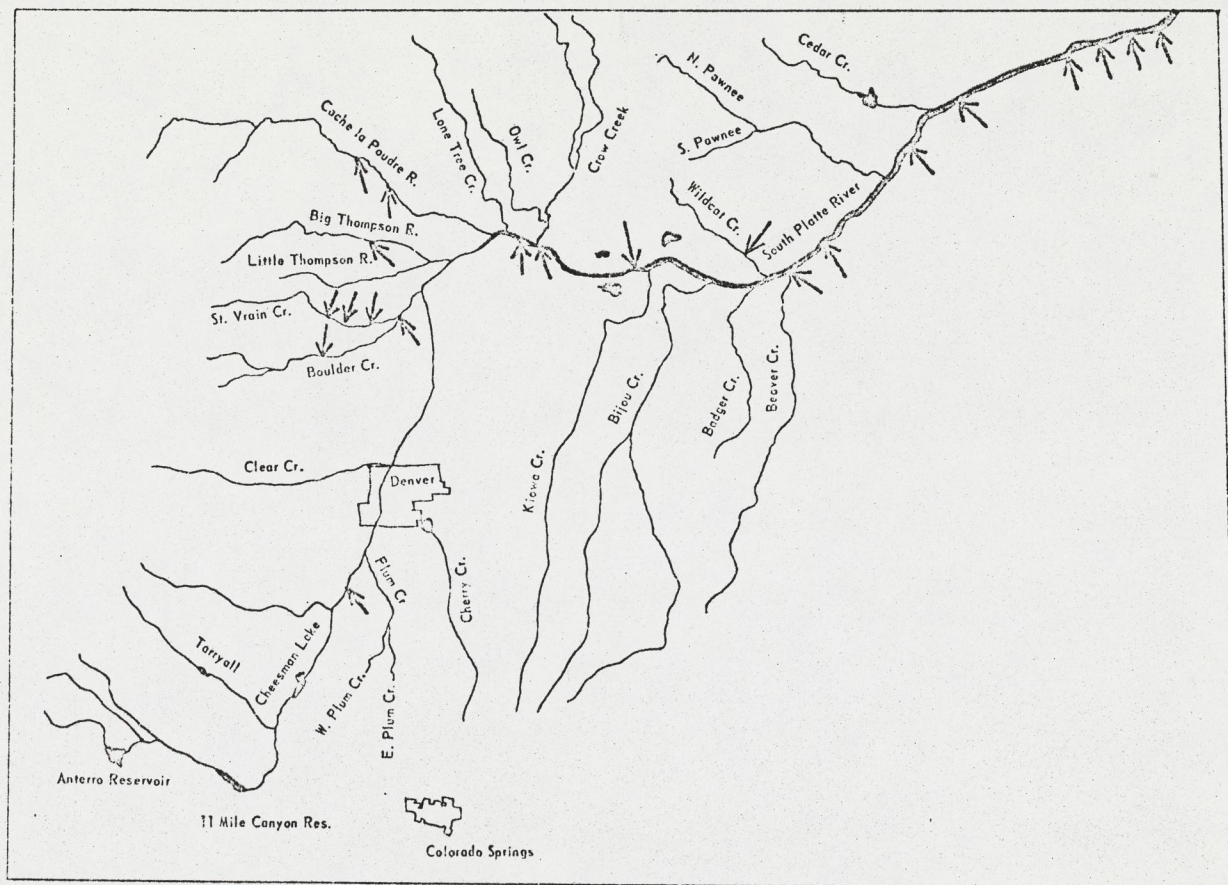 Cedar Cr.
N. Pawnee
S. Pawnee
Cache la Poudre R.
Lone Tree Cr.
Owl Cr.
Crow Creek
Wildcat Cr.
South Platte River
Big Thompson R.
Little Thompson R.
St. Vrain Cr.
Boulder Cr.
Bijou Cr.
Badger Cr.
Beaver Cr.
Kiowa Cr.
Clear Cr.
Denver
Plum Cr
Cherry Cr.
Tarryall
Cheesman Lake
W. Plum Cr.
E. Plum Cr.
Anterro Reservoir
11 Mile Canyon Res.
Colorado Springs